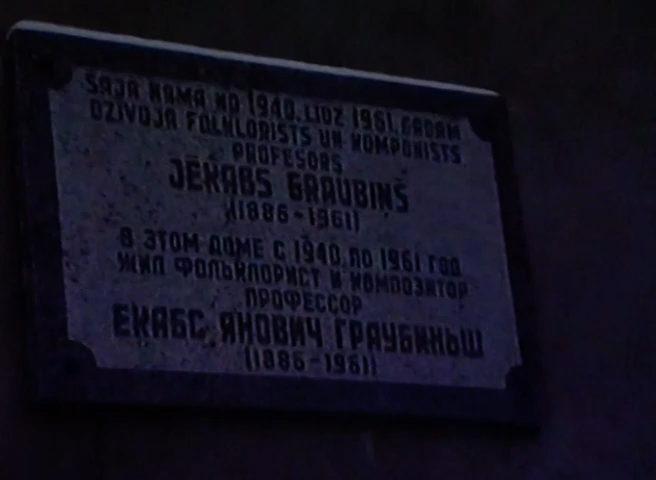 ŠAJĀ NAMĀ NO 1940. LĪDZ 1961. GADAM
DZĪVOJA FOLKLORISTS UN KOMPONISTS
PROFESORS
JĒKABS GRAUBIŅŠ
(1886-1961)
В ЭТОМ ДОМЕ С 1940 ПО 1961 ГОД
ЖИЛ ФОЛЬКЛОРИСТ И КОМПОЗИТОР
ПРОФЕССОР
ЕКАБС ЯНОВИЧ ГРАУБИНЬШ
(1886-1961)